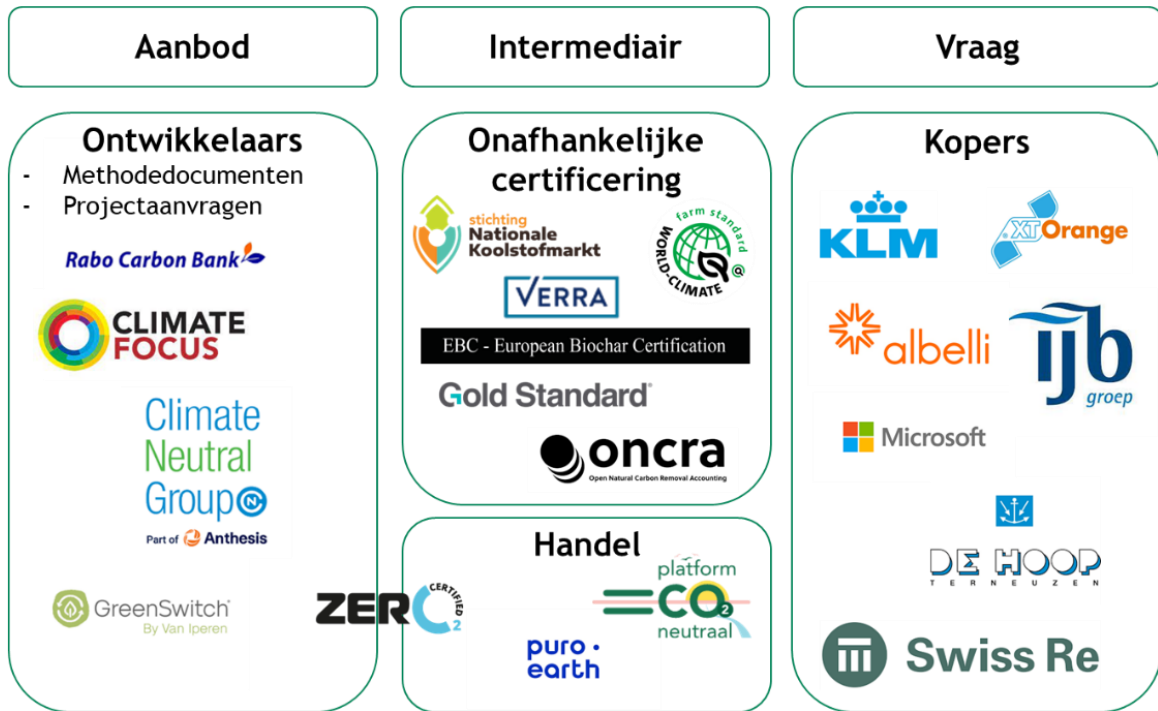 Aanbod
Intermediair
Vraag
Ontwikkelaars
- Methodedocumenten
- Projectaanvragen
Rabo Carbon Bank
CLIMATE
FOCUS
Climate
Neutral
Group CN
Part of Anthesis
GreenSwitch®
By Van Iperen
ZERO CERTIFIED 2
Onafhankelijke
certificering
stichting
Nationale
Koolstofmarkt
farm standard
WORLD-CLIMATE @
VERRA
EBC - European Biochar Certification
Gold Standard®
oncra
Open Natural Carbon Removal Accounting
Handel
platform
CO2
neutraal
puro·
earth
Kopers
KLM
XTOrange
albelli
ijb
groep
Microsoft
DE HOOP
TERNEUZEN
Swiss Re